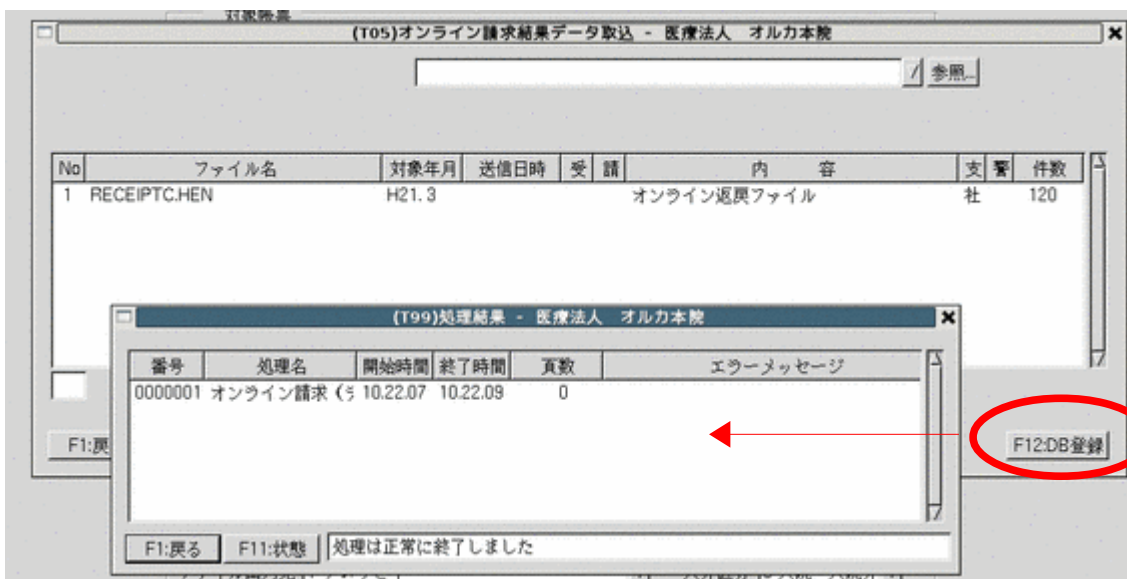 対象帳票
(T05)オンライン請求結果データ取込 - 医療法人 オルカ本院
/ 参照...
No ファイル名 対象年月 送信日時 受 請 内 容 支 警 件数
1 RECEIPTC.HEN H21. 3 オンライン返戻ファイル 社 120
(T99)処理結果 - 医療法人 オルカ本院
番号 処理名 開始時間 終了時間 頁数 エラーメッセージ
0000001 オンライン請求 (ラ 10.22.07 10.22.09 0
F1:戻 F12:DB登録
F1:戻る F11:状態 処理は正常に終了しました